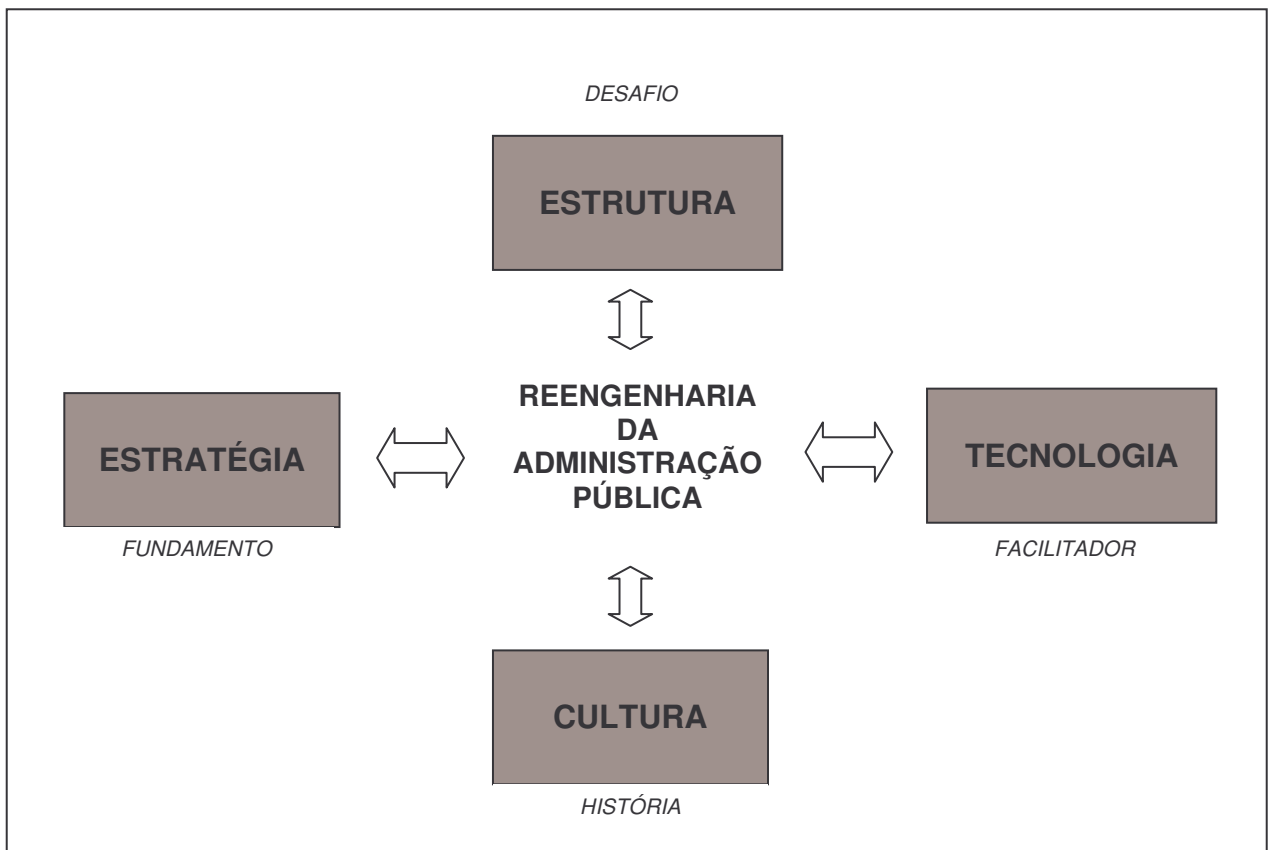 DESAFIO
ESTRUTURA
REENGENHARIA
DA
ADMINISTRAÇÃO
PÚBLICA
ESTRATÉGIA
FUNDAMENTO
TECNOLOGIA
FACILITADOR
CULTURA
HISTÓRIA